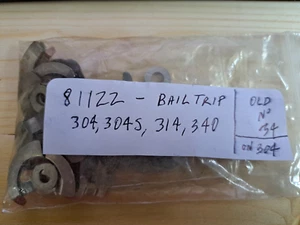 81122 - BAIL TRIP
304, 304S, 314, 340
OLD
Nº
34
ON 304